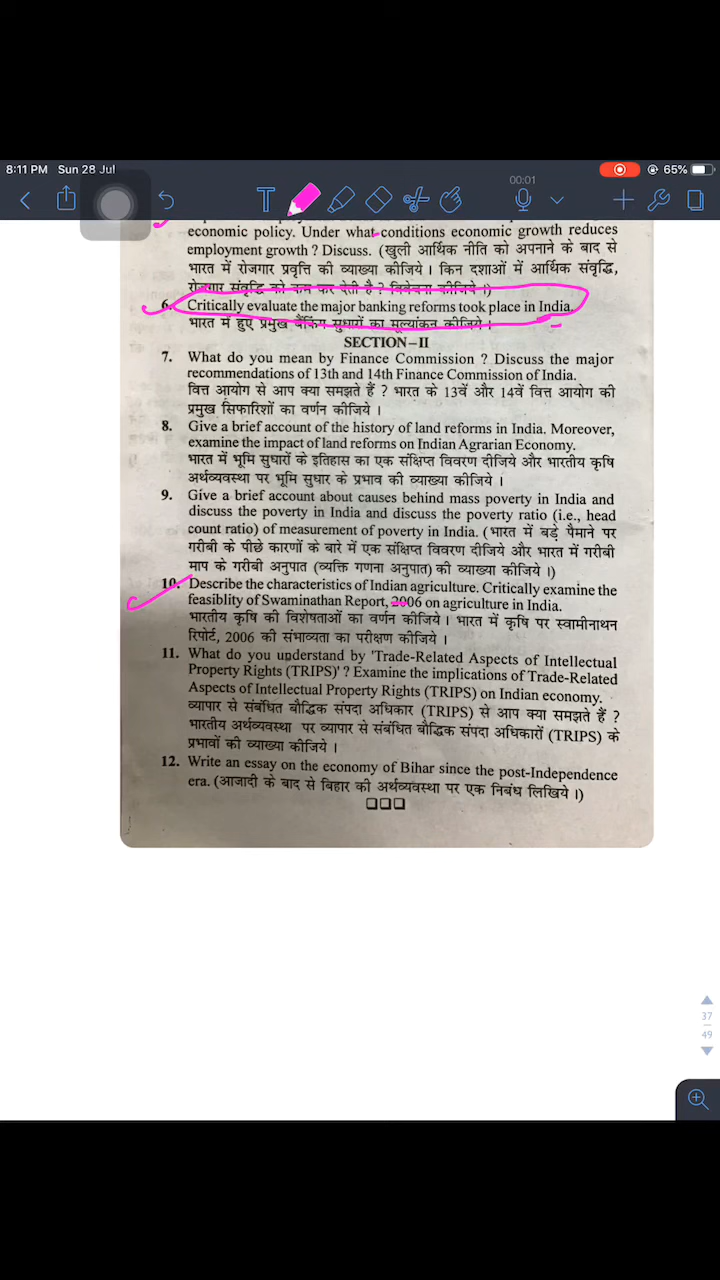 8:11 PM Sun 28 Jul
65%
00:01
T
economic policy. Under what conditions economic growth reduces
employment growth ? Discuss. (खुली आर्थिक नीति को अपनाने के बाद से
भारत में रोजगार प्रवृत्ति की व्याख्या कीजिये । किन दशाओं में आर्थिक संवृद्धि,
रोजगार संवृद्धि को कम कर देती है ? विवेचना कीजिये ।)
6. Critically evaluate the major banking reforms took place in India.
भारत में हुए प्रमुख बैंकिंग सुधारों का मूल्यांकन कीजिये ।
SECTION–II
7. What do you mean by Finance Commission ? Discuss the major
recommendations of 13th and 14th Finance Commission of India.
वित्त आयोग से आप क्या समझते हैं ? भारत के 13वें और 14वें वित्त आयोग की
प्रमुख सिफारिशों का वर्णन कीजिये ।
8. Give a brief account of the history of land reforms in India. Moreover,
examine the impact of land reforms on Indian Agrarian Economy.
भारत में भूमि सुधारों के इतिहास का एक संक्षिप्त विवरण दीजिये और भारतीय कृषि
अर्थव्यवस्था पर भूमि सुधार के प्रभाव की व्याख्या कीजिये ।
9. Give a brief account about causes behind mass poverty in India and
discuss the poverty in India and discuss the poverty ratio (i.e., head
count ratio) of measurement of poverty in India. (भारत में बड़े पैमाने पर
गरीबी के पीछे कारणों के बारे में एक संक्षिप्त विवरण दीजिये और भारत में गरीबी
माप के गरीबी अनुपात (व्यक्ति गणना अनुपात) की व्याख्या कीजिये ।)
10. Describe the characteristics of Indian agriculture. Critically examine the
feasiblity of Swaminathan Report, 2006 on agriculture in India.
भारतीय कृषि की विशेषताओं का वर्णन कीजिये । भारत में कृषि पर स्वामीनाथन
रिपोर्ट, 2006 की संभाव्यता का परीक्षण कीजिये ।
11. What do you understand by 'Trade-Related Aspects of Intellectual
Property Rights (TRIPS)' ? Examine the implications of Trade-Related
Aspects of Intellectual Property Rights (TRIPS) on Indian economy.
व्यापार से संबंधित बौद्धिक संपदा अधिकार (TRIPS) से आप क्या समझते हैं ?
भारतीय अर्थव्यवस्था पर व्यापार से संबंधित बौद्धिक संपदा अधिकारों (TRIPS) के
प्रभावों की व्याख्या कीजिये ।
12. Write an essay on the economy of Bihar since the post-Independence
era. (आजादी के बाद से बिहार की अर्थव्यवस्था पर एक निबंध लिखिये ।)
37
49